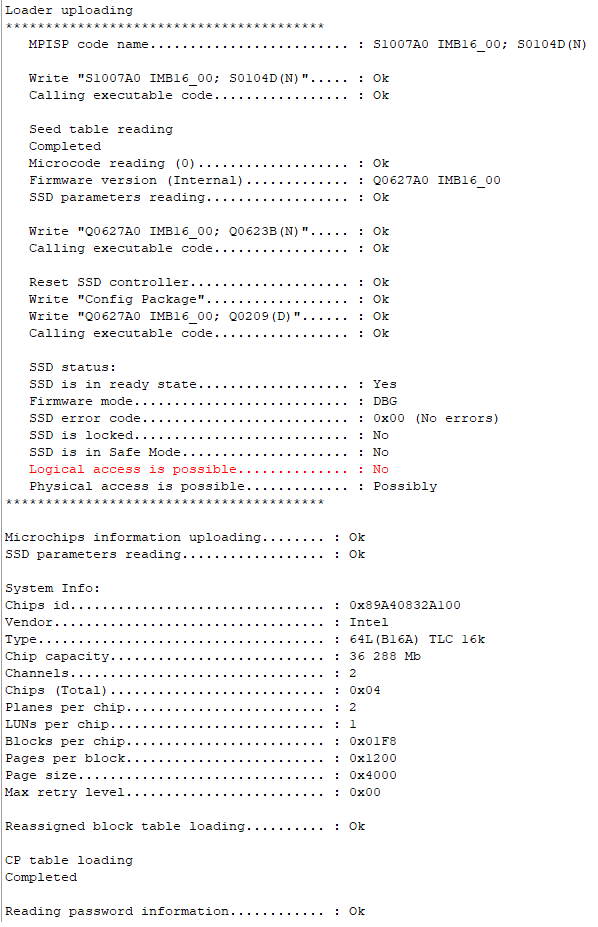 Loader uploading
****************************************
MPISP code name......................... : S1007A0 IMB16_00; S0104D(N)
Write "S1007A0 IMB16_00; S0104D(N)"..... : Ok
Calling executable code................. : Ok
Seed table reading
Completed
Microcode reading (0)................... : Ok
Firmware version (Internal)............. : Q0627A0 IMB16_00
SSD parameters reading.................. : Ok
Write "Q0627A0 IMB16_00; Q0623B(N)"..... : Ok
Calling executable code................. : Ok
Reset SSD controller.................... : Ok
Write "Config Package".................. : Ok
Write "Q0627A0 IMB16_00; Q0209(D)"...... : Ok
Calling executable code................. : Ok
SSD status:
SSD is in ready state................... : Yes
Firmware mode........................... : DBG
SSD error code.......................... : 0x00 (No errors)
SSD is locked........................... : No
SSD is in Safe Mode..................... : No
Logical access is possible.............. : No
Physical access is possible............. : Possibly
****************************************
Microchips information uploading........ : Ok
SSD parameters reading.................. : Ok
System Info:
Chips id................................ : 0x89A40832A100
Vendor.................................. : Intel
Type.................................... : 64L(B16A) TLC 16k
Chip capacity........................... : 36 288 Mb
Channels................................ : 2
Chips (Total)........................... : 0x04
Planes per chip......................... : 2
LUNs per chip........................... : 1
Blocks per chip......................... : 0x01F8
Pages per block......................... : 0x1200
Page size............................... : 0x4000
Max retry level......................... : 0x00
Reassigned block table loading.......... : Ok
CP table loading
Completed
Reading password information............ : Ok